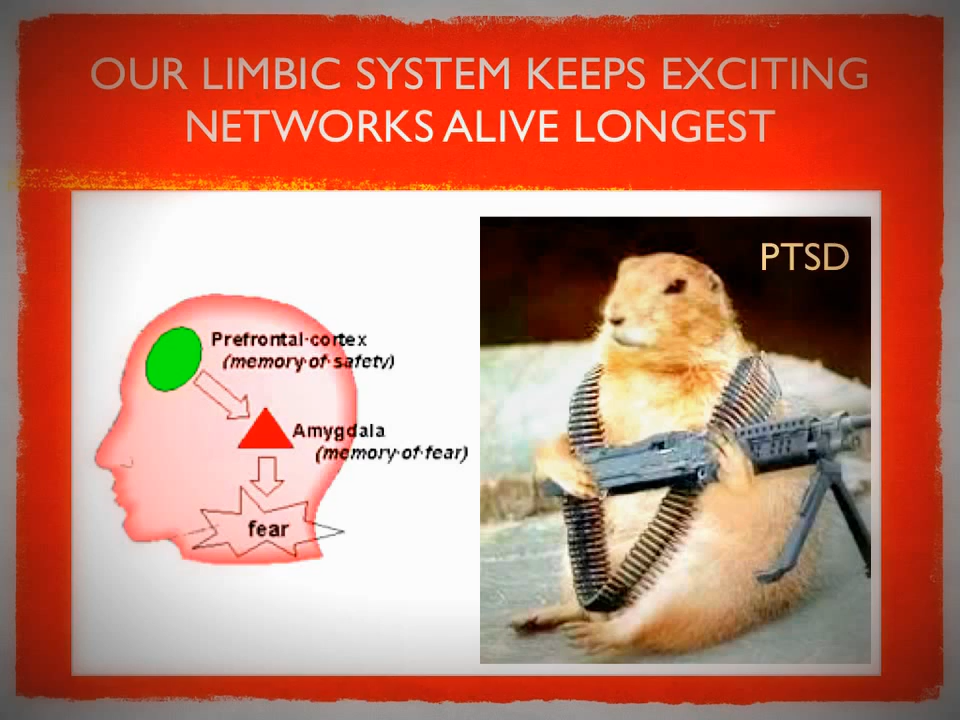 OUR LIMBIC SYSTEM KEEPS EXCITING
NETWORKS ALIVE LONGEST
Prefrontal·cortex
(memory·of·safety)
Amygdala
(memory·of·fear)
fear
PTSD